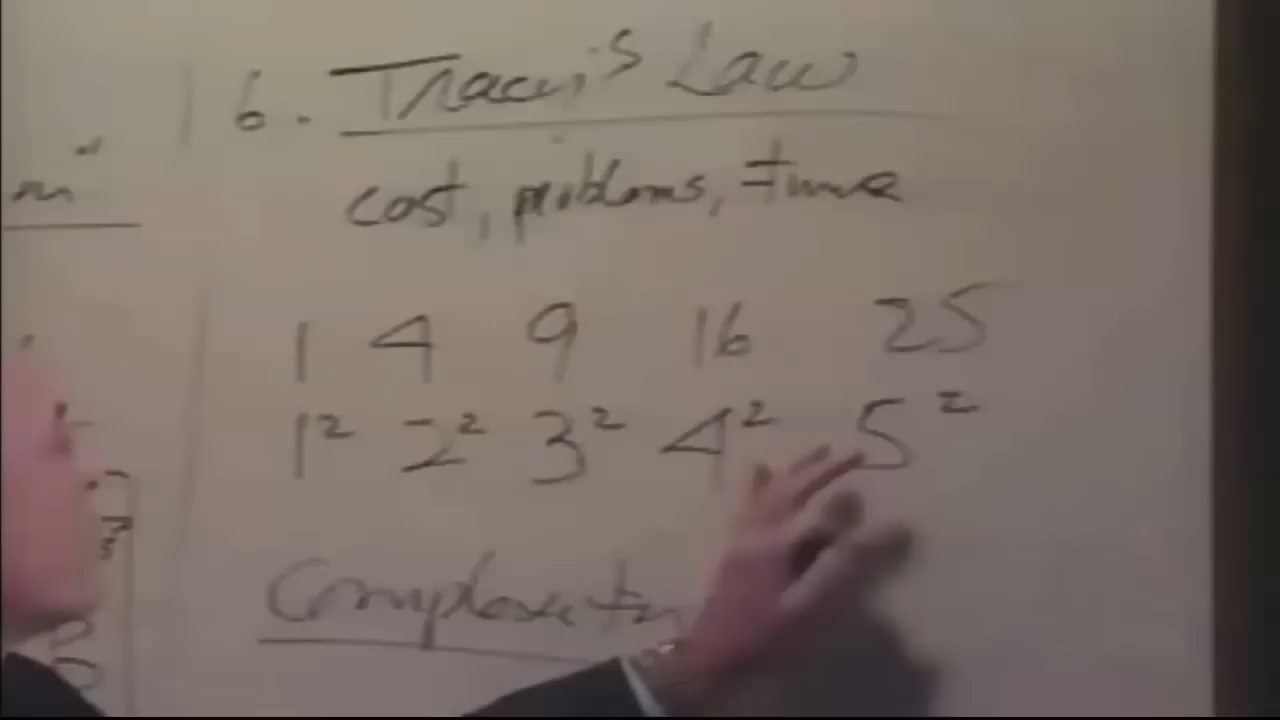 6. Tracy's Law
cost, problems, time
1 4 9 16 25
1² 2² 3² 4² 5²
Complexity